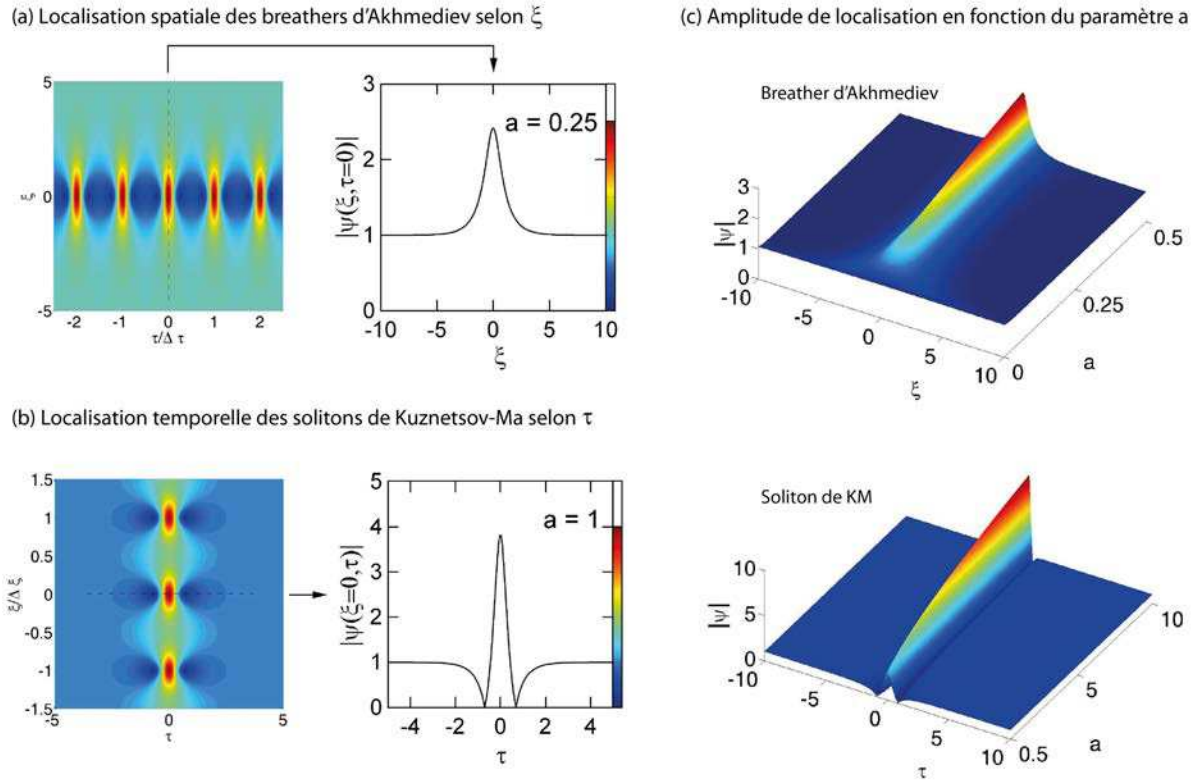 (a) Localisation spatiale des breathers d'Akhmediev selon ξ
5
0
-5
ξ
-2 -1 0 1 2
τ/Δ τ
3
2
1
0
|ψ(ξ,τ=0)|
a = 0.25
-10 -5 0 5 10
ξ
(b) Localisation temporelle des solitons de Kuznetsov-Ma selon τ
1.5
1
0.5
0
-0.5
-1
-1.5
ξ/Δ ξ
-5 0 5
τ
5
4
3
2
1
0
|ψ(ξ=0,τ)|
a = 1
-4 -2 0 2 4
τ
(c) Amplitude de localisation en fonction du paramètre a
Breather d'Akhmediev
3
2
1
0
|ψ|
-10 -5 0 5 10
ξ
0 0.25 0.5
a
Soliton de KM
10
5
0
|ψ|
-10 -5 0 5 10
τ
0.5 5 10
a